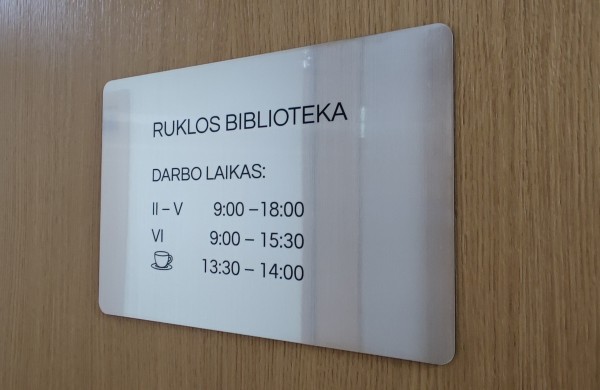 RUKLOS BIBLIOTEKA
DARBO LAIKAS:
II – V 9:00 – 18:00
VI 9:00 – 15:30
13:30 – 14:00